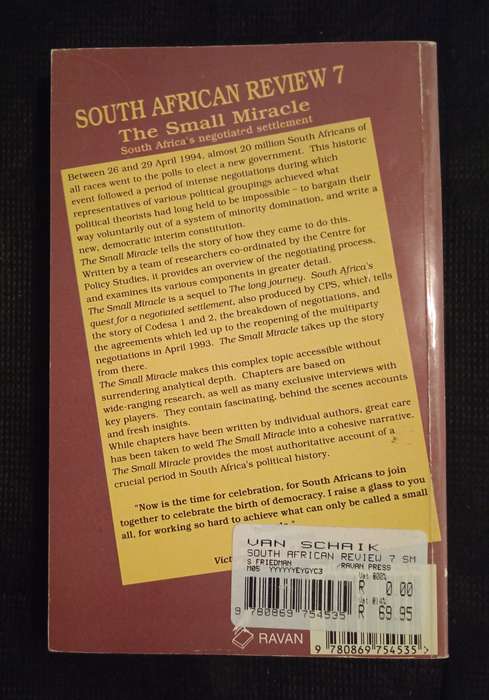 SOUTH AFRICAN REVIEW 7
The Small Miracle
South Africa's negotiated settlement
Between 26 and 29 April 1994, almost 20 million South Africans of
all races went to the polls to elect a new government. This historic
event followed a period of intense negotiations during which
representatives of various political groupings achieved what
political theorists had long held to be impossible – to bargain their
way voluntarily out of a system of minority domination, and write a
new, democratic interim constitution.
The Small Miracle tells the story of how they came to do this.
Written by a team of researchers co-ordinated by the Centre for
Policy Studies, it provides an overview of the negotiating process,
and examines its various components in greater detail.
The Small Miracle is a sequel to The long journey. South Africa's
quest for a negotiated settlement, also produced by CPS, which tells
the story of Codesa 1 and 2, the breakdown of negotiations, and
the agreements which led up to the reopening of the multiparty
negotiations in April 1993. The Small Miracle takes up the story
from there.
The Small Miracle makes this complex topic accessible without
surrendering analytical depth. Chapters are based on
wide-ranging research, as well as many exclusive interviews with
key players. They contain fascinating, behind the scenes accounts
and fresh insights.
While chapters have been written by individual authors, great care
has been taken to weld The Small Miracle into a cohesive narrative.
The Small Miracle provides the most authoritative account of a
crucial period in South Africa's political history.
"Now is the time for celebration, for South Africans to join
together to celebrate the birth of democracy. I raise a glass to you
all, for working so hard to achieve what can only be called a small
Vict
VAN SCHAIK
SOUTH AFRICAN REVIEW 7 SM
S FRIEDMAN /RAVAN PRESS
M05 YYYYYYEYGYC3
Vat @00%
R 0.00
Vat @14%
R 69.95
9 780869 754535
RAVAN
9 780869 754535 >